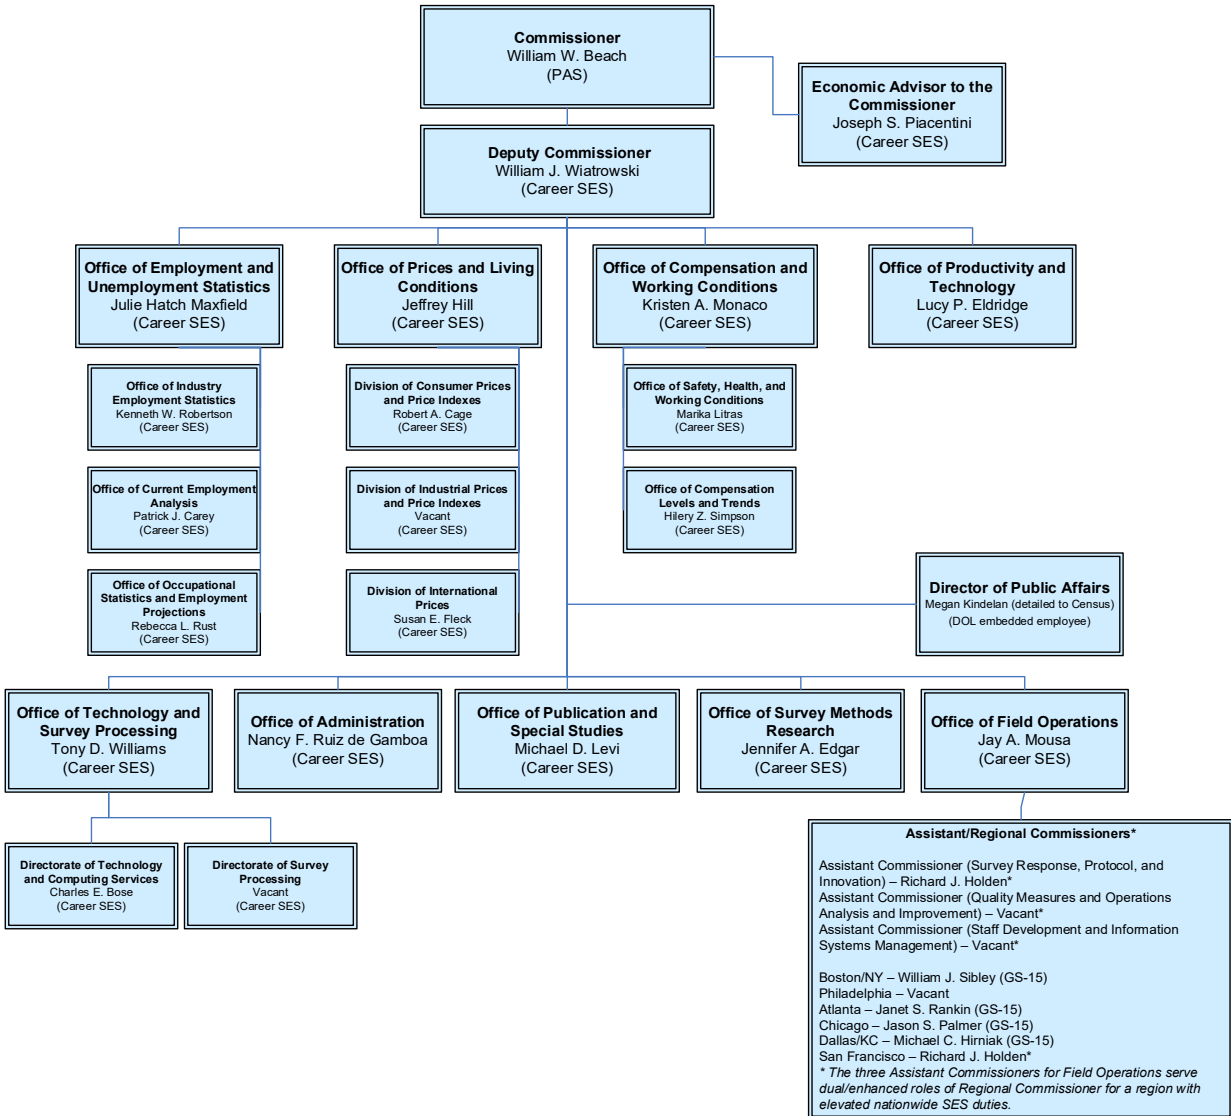 Commissioner
William W. Beach
(PAS)
Economic Advisor to the
Commissioner
Joseph S. Piacentini
(Career SES)
Deputy Commissioner
William J. Wiatrowski
(Career SES)
Office of Employment and
Unemployment Statistics
Julie Hatch Maxfield
(Career SES)
Office of Prices and Living
Conditions
Jeffrey Hill
(Career SES)
Office of Compensation and
Working Conditions
Kristen A. Monaco
(Career SES)
Office of Productivity and
Technology
Lucy P. Eldridge
(Career SES)
Office of Industry
Employment Statistics
Kenneth W. Robertson
(Career SES)
Division of Consumer Prices
and Price Indexes
Robert A. Cage
(Career SES)
Office of Safety, Health, and
Working Conditions
Marika Litras
(Career SES)
Office of Current Employment
Analysis
Patrick J. Carey
(Career SES)
Division of Industrial Prices
and Price Indexes
Vacant
(Career SES)
Office of Compensation
Levels and Trends
Hilery Z. Simpson
(Career SES)
Office of Occupational
Statistics and Employment
Projections
Rebecca L. Rust
(Career SES)
Division of International
Prices
Susan E. Fleck
(Career SES)
Director of Public Affairs
Megan Kindelan (detailed to Census)
(DOL embedded employee)
Office of Technology and
Survey Processing
Tony D. Williams
(Career SES)
Office of Administration
Nancy F. Ruiz de Gamboa
(Career SES)
Office of Publication and
Special Studies
Michael D. Levi
(Career SES)
Office of Survey Methods
Research
Jennifer A. Edgar
(Career SES)
Office of Field Operations
Jay A. Mousa
(Career SES)
Directorate of Technology
and Computing Services
Charles E. Bose
(Career SES)
Directorate of Survey
Processing
Vacant
(Career SES)
Assistant/Regional Commissioners*
Assistant Commissioner (Survey Response, Protocol, and
Innovation) – Richard J. Holden*
Assistant Commissioner (Quality Measures and Operations
Analysis and Improvement) – Vacant*
Assistant Commissioner (Staff Development and Information
Systems Management) – Vacant*
Boston/NY – William J. Sibley (GS-15)
Philadelphia – Vacant
Atlanta – Janet S. Rankin (GS-15)
Chicago – Jason S. Palmer (GS-15)
Dallas/KC – Michael C. Hirniak (GS-15)
San Francisco – Richard J. Holden*
* The three Assistant Commissioners for Field Operations serve
dual/enhanced roles of Regional Commissioner for a region with
elevated nationwide SES duties.